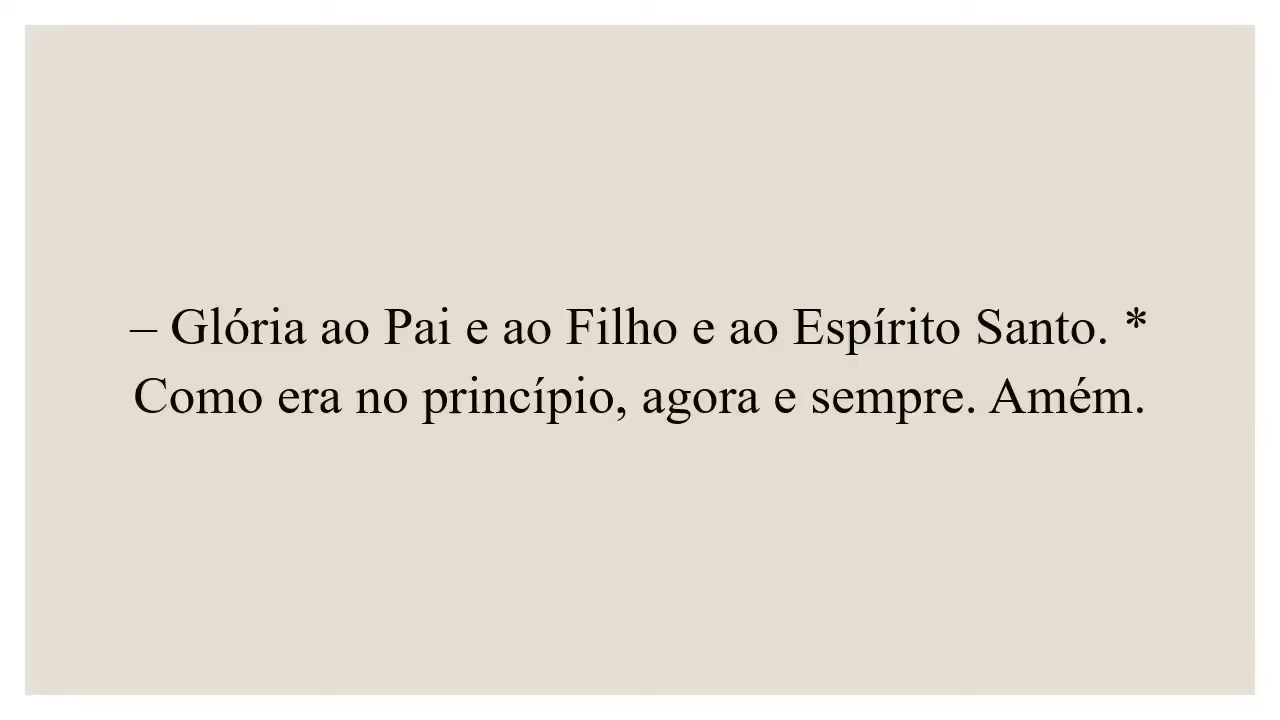 – Glória ao Pai e ao Filho e ao Espírito Santo. *
Como era no princípio, agora e sempre. Amém.